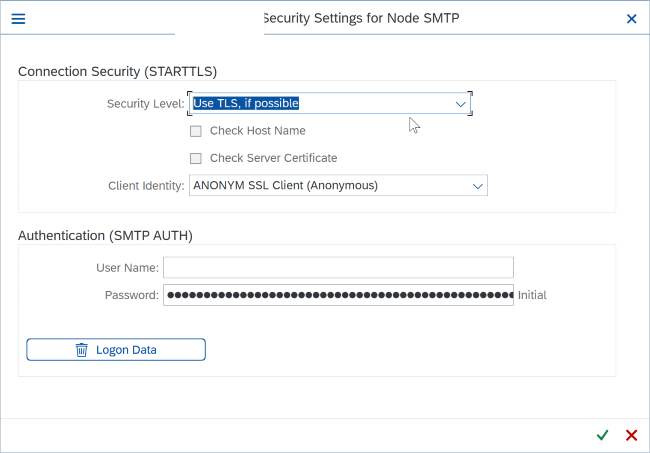 Security Settings for Node SMTP
Connection Security (STARTTLS)
Security Level: Use TLS, if possible
Check Host Name
Check Server Certificate
Client Identity: ANONYM SSL Client (Anonymous)
Authentication (SMTP AUTH)
User Name:
Password: Initial
Logon Data